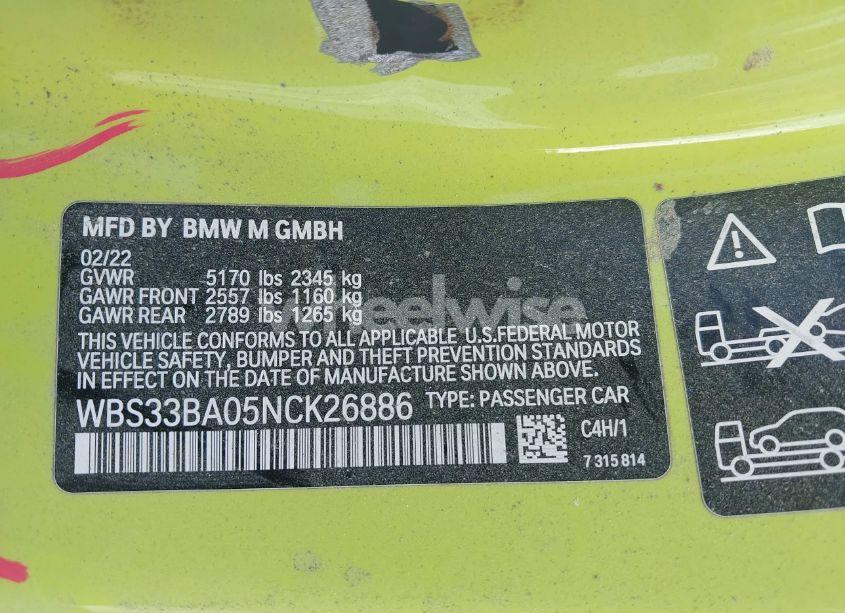 MFD BY BMW M GMBH
02/22
GVWR 5170 lbs 2345 kg
GAWR FRONT 2557 lbs 1160 kg
GAWR REAR 2789 lbs 1265 kg
wheelwise
THIS VEHICLE CONFORMS TO ALL APPLICABLE U.S.FEDERAL MOTOR
VEHICLE SAFETY, BUMPER AND THEFT PREVENTION STANDARDS
IN EFFECT ON THE DATE OF MANUFACTURE SHOWN ABOVE.
WBS33BA05NCK26886 TYPE: PASSENGER CAR
C4H/1
7 315 814